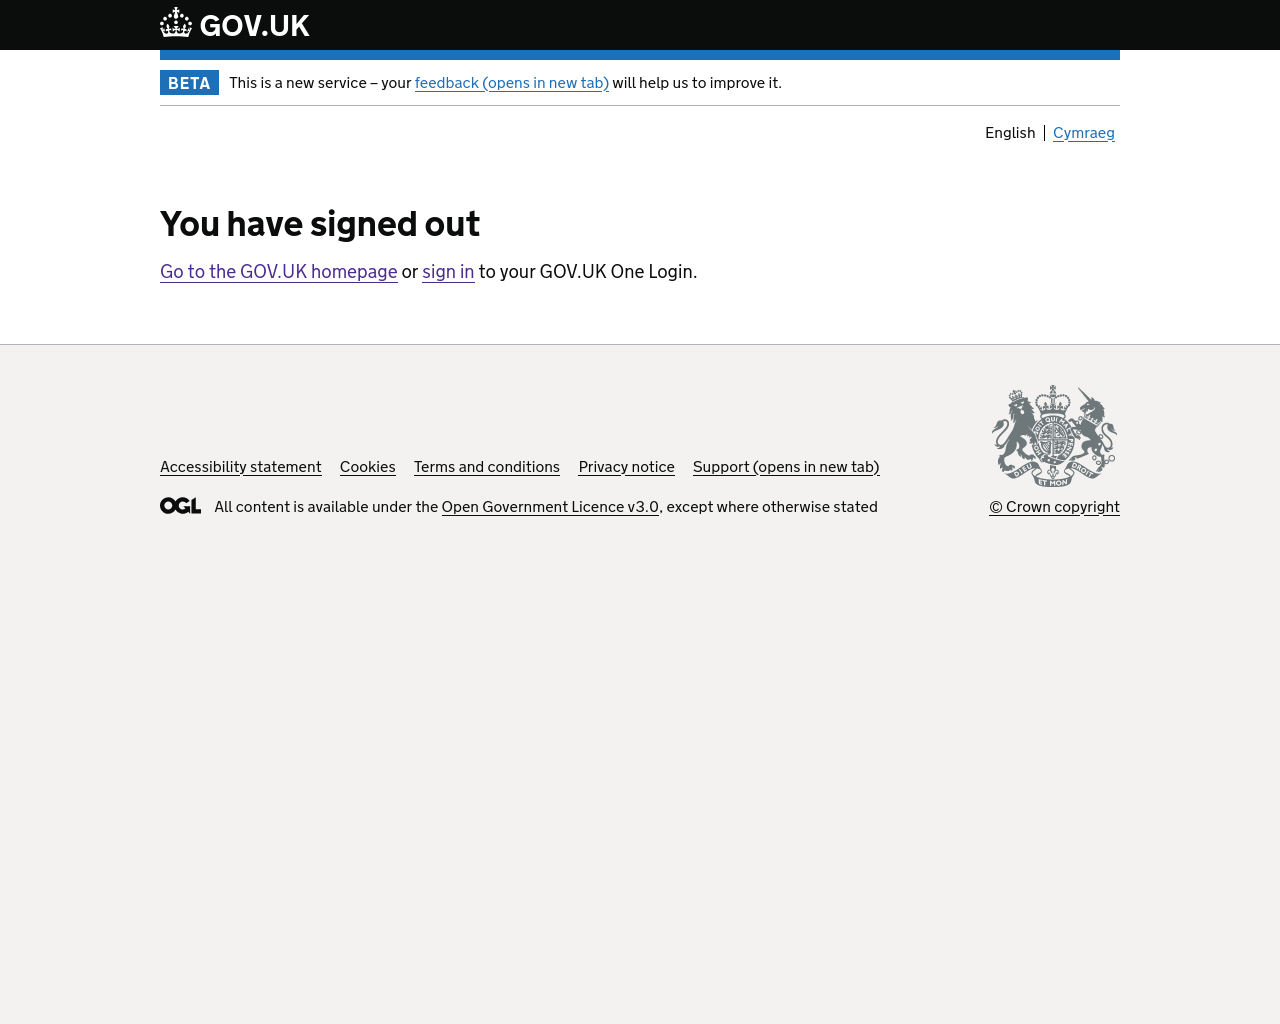 GOV.UK
BETA This is a new service – your feedback (opens in new tab) will help us to improve it.
English Cymraeg
You have signed out
Go to the GOV.UK homepage or sign in to your GOV.UK One Login.
Accessibility statement Cookies Terms and conditions Privacy notice Support (opens in new tab)
OGL All content is available under the Open Government Licence v3.0, except where otherwise stated
DIEU ET MON DROIT
© Crown copyright